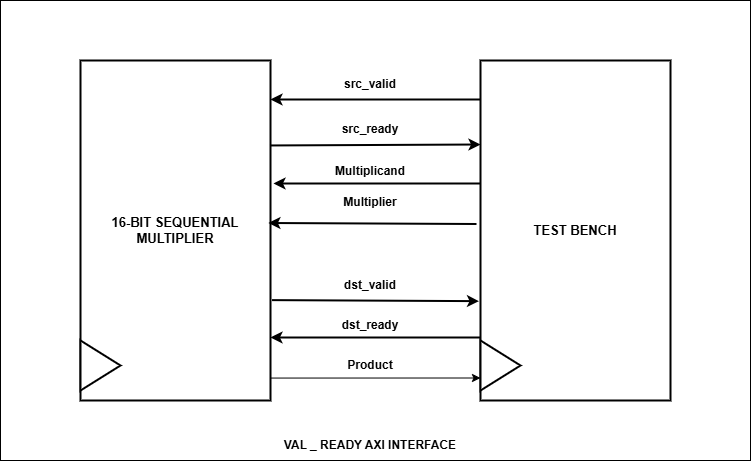 src_valid
src_ready
Multiplicand
Multiplier
16-BIT SEQUENTIAL
MULTIPLIER
TEST BENCH
dst_valid
dst_ready
Product
VAL _ READY AXI INTERFACE